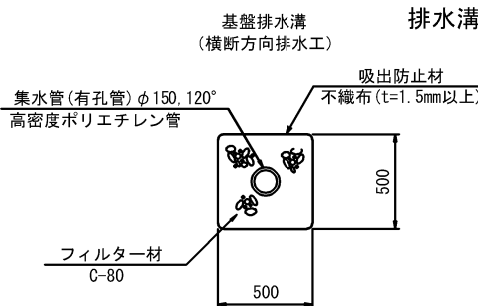 排水溝
基盤排水溝
(横断方向排水工)
吸出防止材
不織布(t=1.5mm以上)
集水管(有孔管)φ150,120°
高密度ポリエチレン管
500
フィルター材
C-80
500